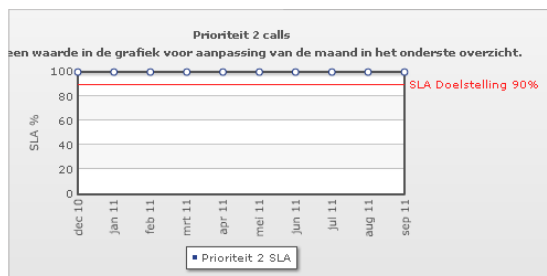 Prioriteit 2 calls
een waarde in de grafiek voor aanpassing van de maand in het onderste overzicht.
100
80
60
40
20
0
SLA %
SLA Doelstelling 90%
dec 10
jan 11
feb 11
mrt 11
apr 11
mei 11
jun 11
jul 11
aug 11
sep 11
Prioriteit 2 SLA